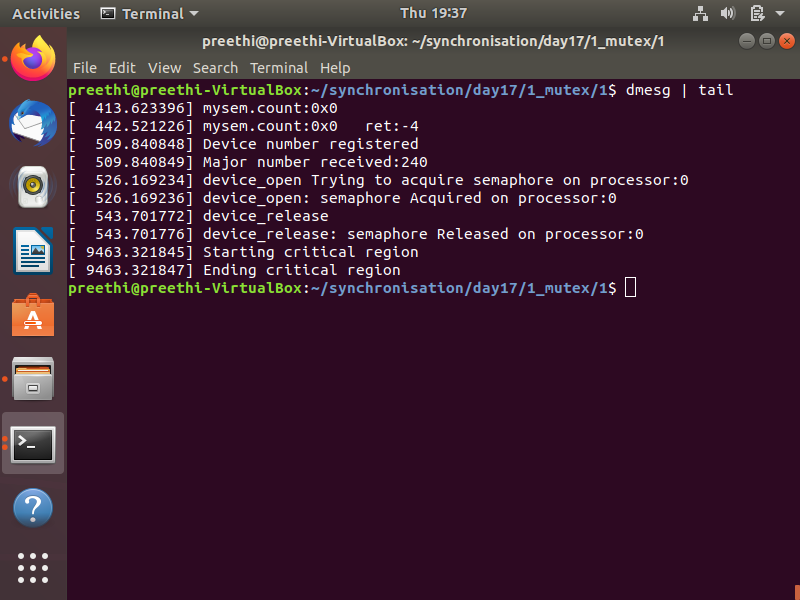 Activities Terminal Thu 19:37
preethi@preethi-VirtualBox: ~/synchronisation/day17/1_mutex/1
File Edit View Search Terminal Help
preethi@preethi-VirtualBox:~/synchronisation/day17/1_mutex/1$ dmesg | tail
[  413.623396] mysem.count:0x0
[  442.521226] mysem.count:0x0   ret:-4
[  509.840848] Device number registered
[  509.840849] Major number received:240
[  526.169234] device_open Trying to acquire semaphore on processor:0
[  526.169236] device_open: semaphore Acquired on processor:0
[  543.701772] device_release
[  543.701776] device_release: semaphore Released on processor:0
[ 9463.321845] Starting critical region
[ 9463.321847] Ending critical region
preethi@preethi-VirtualBox:~/synchronisation/day17/1_mutex/1$